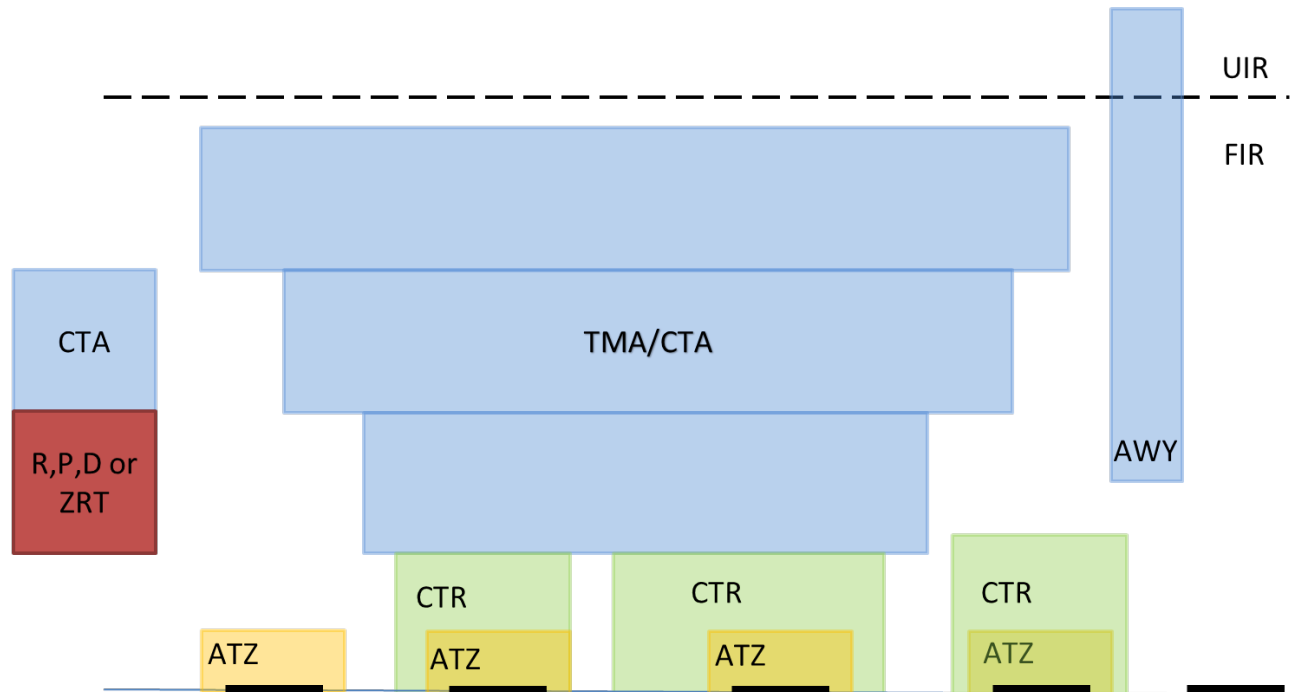 UIR
FIR
CTA
TMA/CTA
AWY
R,P,D or
ZRT
CTR
CTR
CTR
ATZ
ATZ
ATZ
ATZ